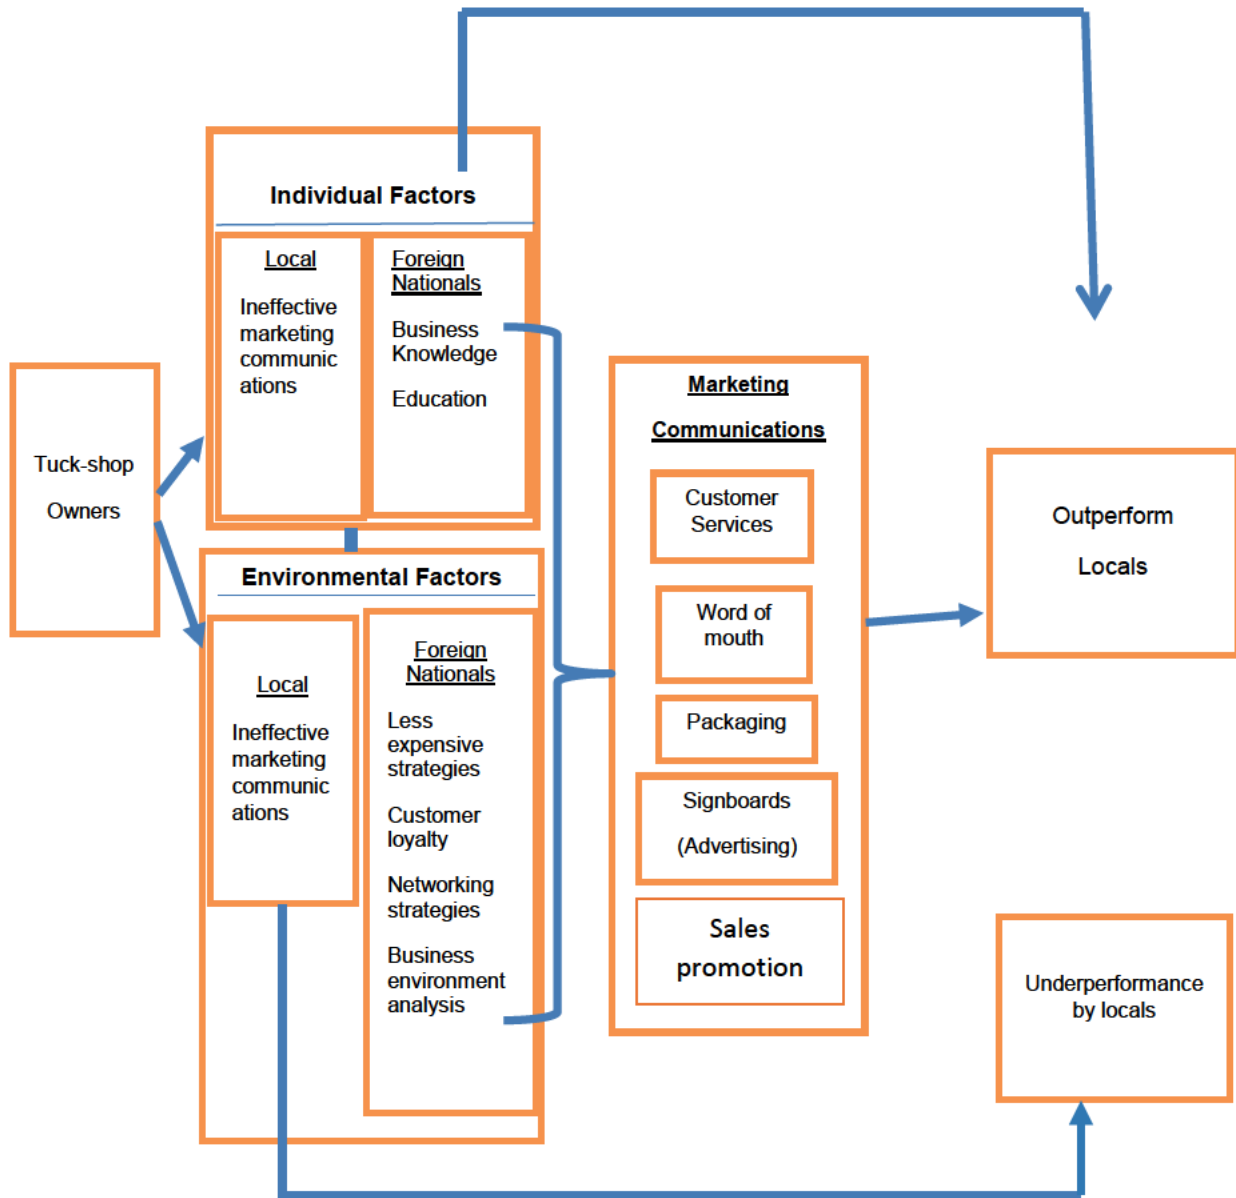 Tuck-shop
Owners
Individual Factors
Local
Ineffective
marketing
communic
ations
Foreign
Nationals
Business
Knowledge
Education
Environmental Factors
Local
Ineffective
marketing
communic
ations
Foreign
Nationals
Less
expensive
strategies
Customer
loyalty
Networking
strategies
Business
environment
analysis
Marketing
Communications
Customer
Services
Word of
mouth
Packaging
Signboards
(Advertising)
Sales
promotion
Outperform
Locals
Underperformance
by locals